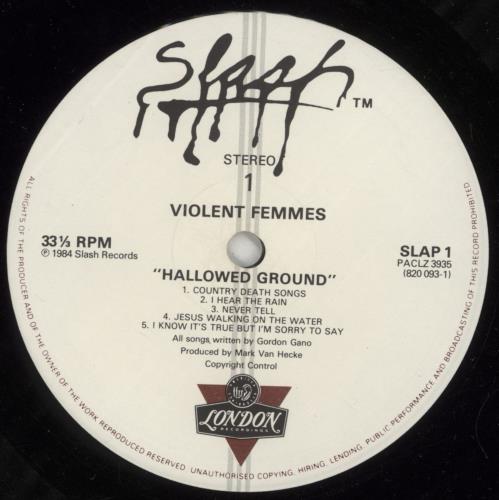 Slash TM
STEREO
1
VIOLENT FEMMES
33⅓ RPM
℗ 1984 Slash Records
SLAP 1
PACLZ 3935
(820 093-1)
"HALLOWED GROUND"
1. COUNTRY DEATH SONGS
2. I HEAR THE RAIN
3. NEVER TELL
4. JESUS WALKING ON THE WATER
5. I KNOW IT'S TRUE BUT I'M SORRY TO SAY
All songs, written by Gordon Gano
Produced by Mark Van Hecke
Copyright Control
LONDON
RECORDINGS
ALL RIGHTS OF THE PRODUCER AND OF THE OWNER OF THE WORK REPRODUCED RESERVED. UNAUTHORISED COPYING, HIRING, LENDING, PUBLIC PERFORMANCE AND BROADCASTING OF THIS RECORD PROHIBITED